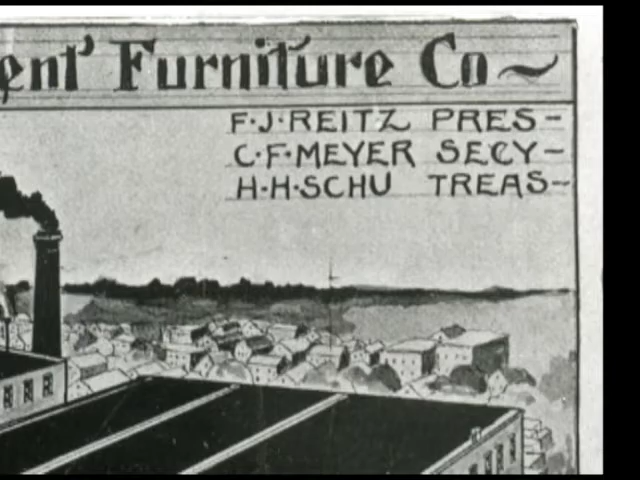 ent' Furniture Co
F·J·REITZ PRES-
C·F·MEYER SECY-
H·H·SCHU TREAS-